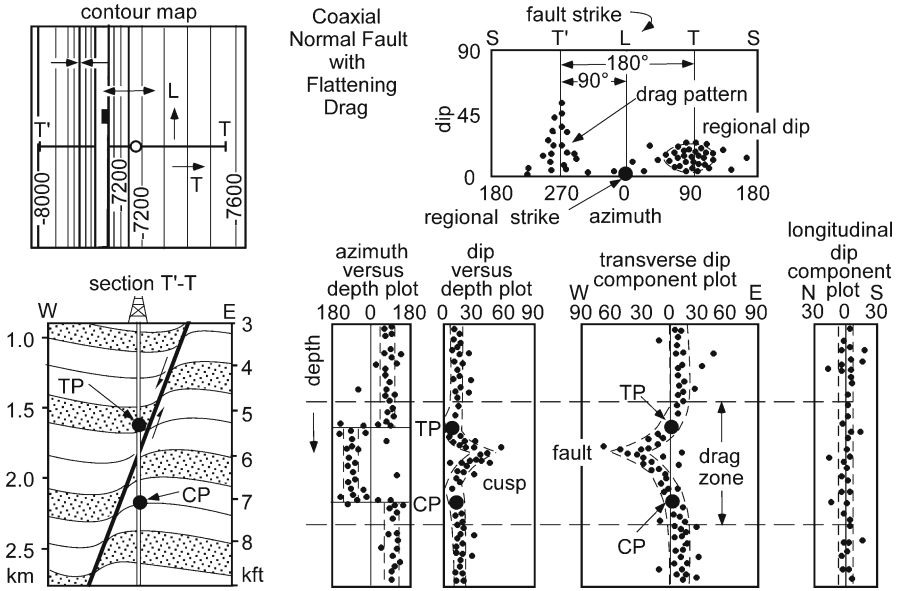 contour map
L
T'
T
T
-8000
-7200
-7200
-7600
Coaxial
Normal Fault
with
Flattening
Drag
fault strike
S T' L T S
90
45
0
dip
180°
90°
drag pattern
regional dip
180 270 0 90 180
regional strike
azimuth
section T'-T
W E
1.0
1.5
2.0
2.5
km
3
4
5
6
7
8
kft
TP
CP
azimuth
versus
depth plot
180 0 180
depth
dip
versus
depth plot
0 30 60 90
TP
CP
cusp
transverse dip
component plot
W E
90 60 30 0 30 60 90
TP
fault
drag
zone
CP
longitudinal
dip
component
plot
N S
30 30